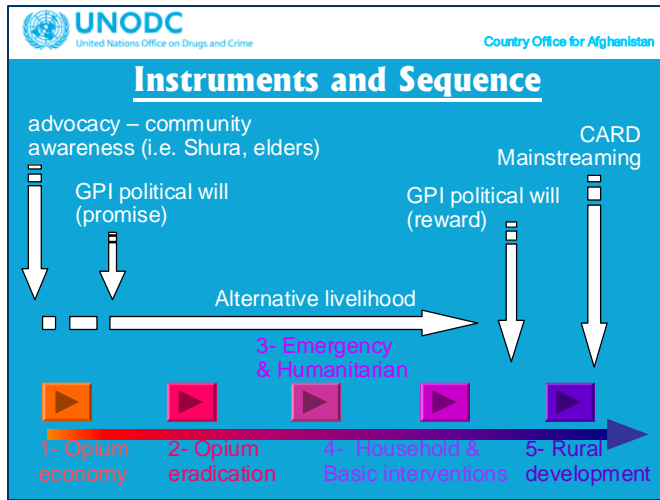 UNODC
United Nations Office on Drugs and Crime
Country Office for Afghanistan
Instruments and Sequence
advocacy – community
awareness (i.e. Shura, elders)
CARD
Mainstreaming
GPI political will
(promise)
GPI political will
(reward)
Alternative livelihood
3- Emergency
& Humanitarian
1- Opium
economy
2- Opium
eradication
4- Household &
Basic interventions
5- Rural
development